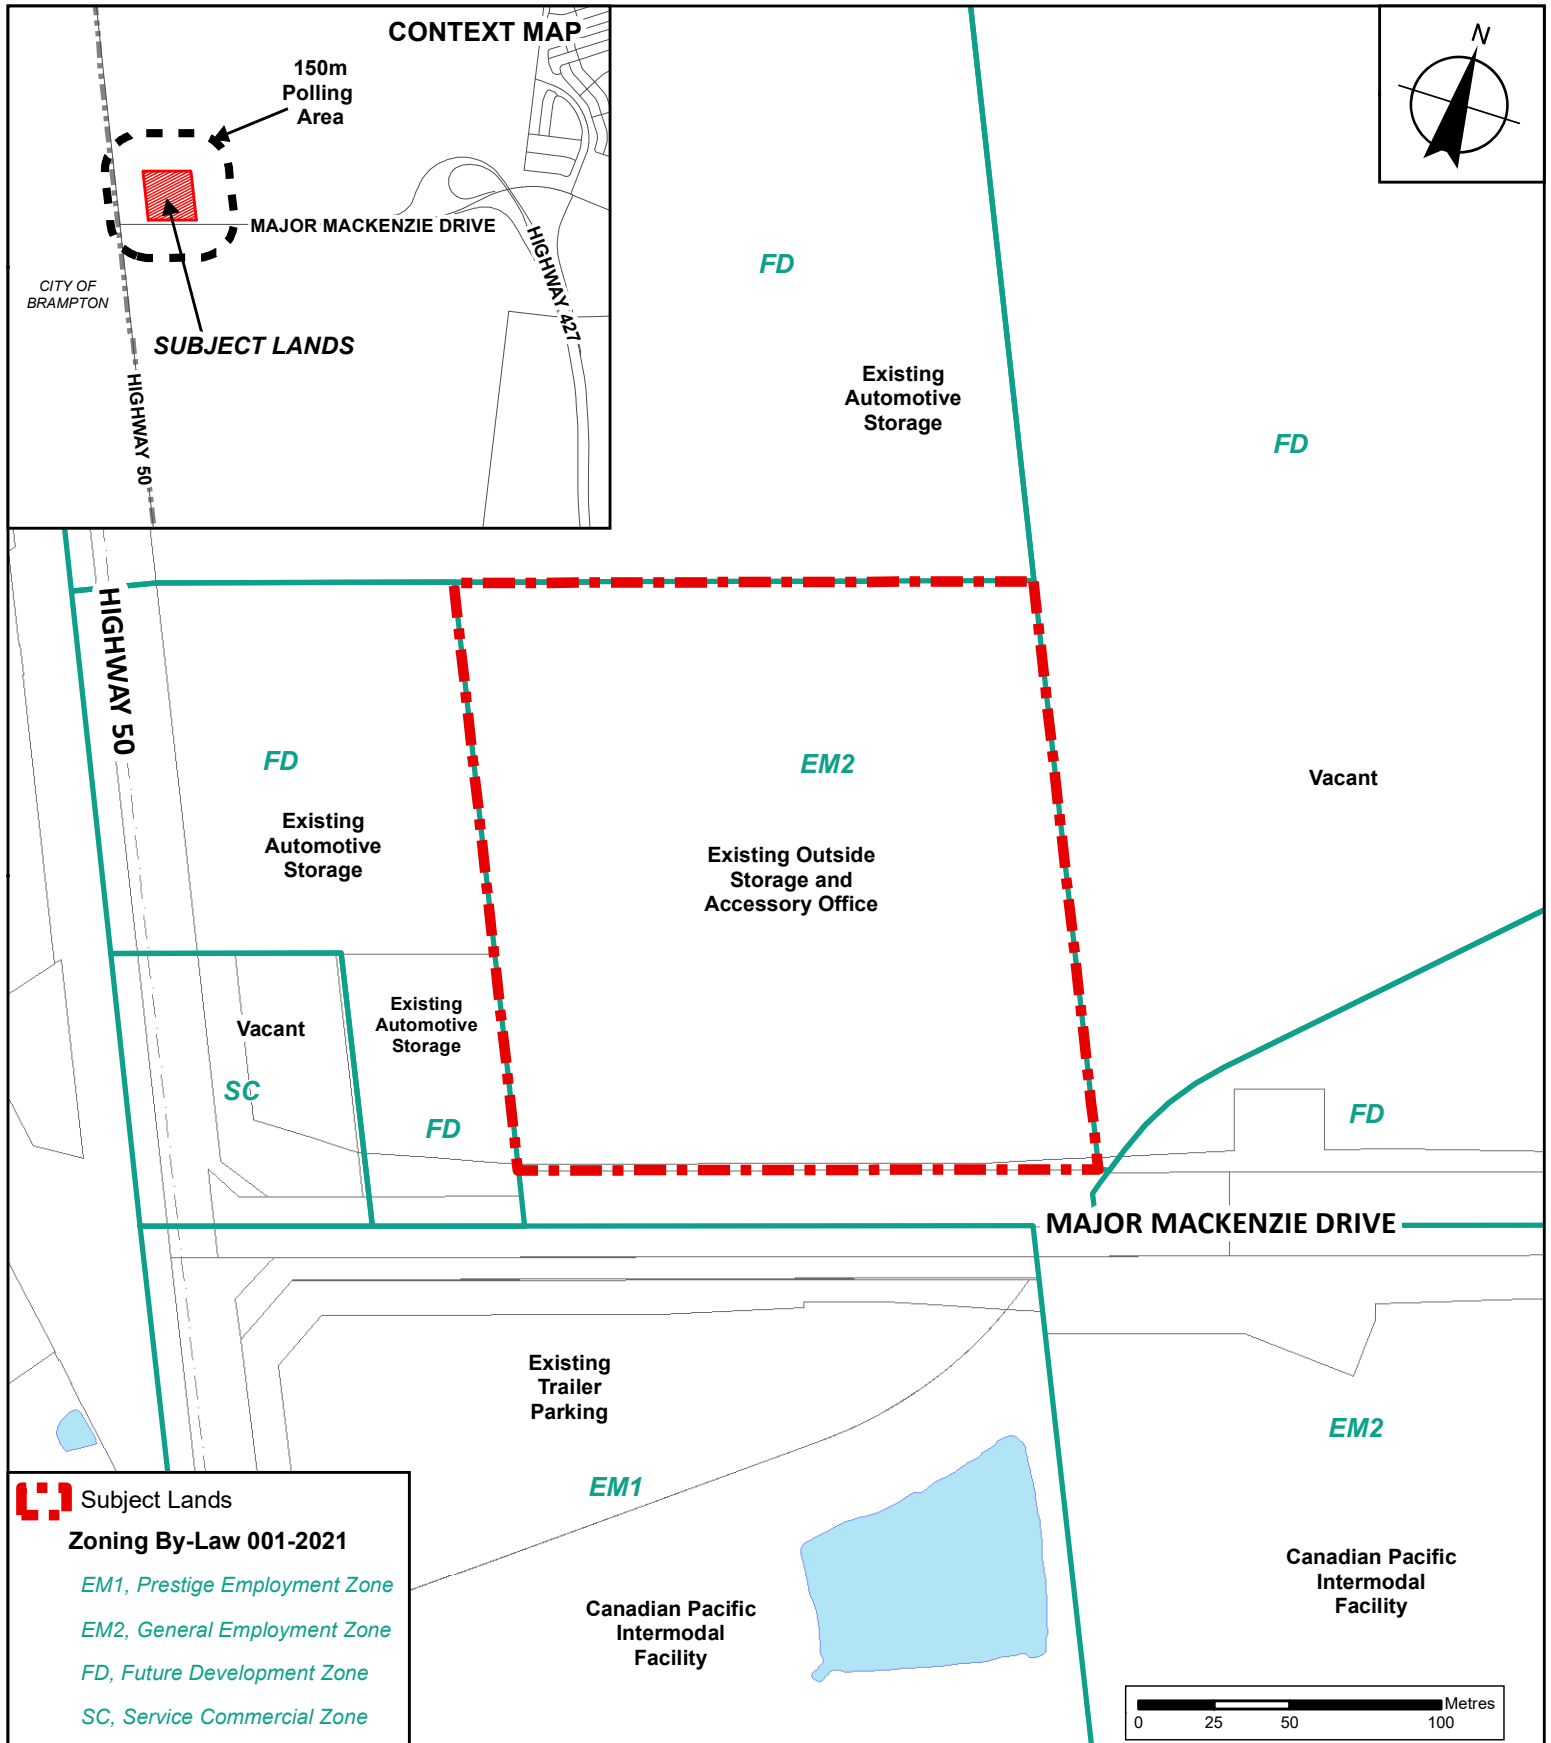 CONTEXT MAP
150m
Polling
Area
MAJOR MACKENZIE DRIVE
HIGHWAY 427
CITY OF
BRAMPTON
SUBJECT LANDS
HIGHWAY 50
N
FD
Existing
Automotive
Storage
FD
HIGHWAY 50
FD
Existing
Automotive
Storage
EM2
Existing Outside
Storage and
Accessory Office
Vacant
Vacant
SC
Existing
Automotive
Storage
FD
FD
MAJOR MACKENZIE DRIVE
Existing
Trailer
Parking
EM1
EM2
Canadian Pacific
Intermodal
Facility
Canadian Pacific
Intermodal
Facility
Subject Lands
Zoning By-Law 001-2021
EM1, Prestige Employment Zone
EM2, General Employment Zone
FD, Future Development Zone
SC, Service Commercial Zone
Metres
0 25 50 100